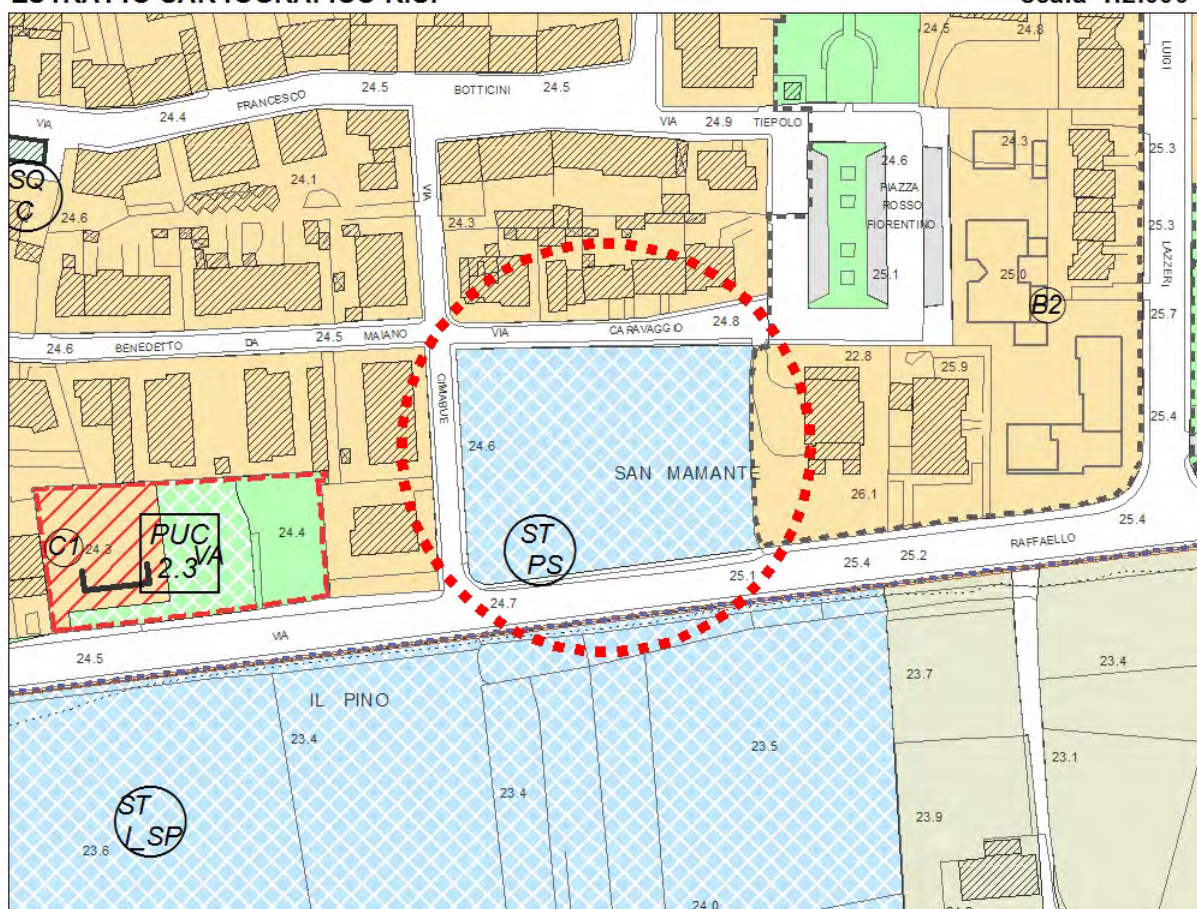 24.5
24.8
LUIGI
24.5
BOTTICINI
24.5
FRANCESCO
VIA
24.4
VIA
24.9
TIEPOLO
25.3
24.3
24.6
PIAZZA
ROSSO
FIORENTINO
25.1
SQ
C
24.1
24.6
VIA
24.3
25.3
LAZZERI
25.0
B2
25.7
24.6
BENEDETTO
DA
24.5
MAIANO
VIA
CARAVAGGIO
24.8
CIMABUE
22.8
25.9
25.4
24.6
SAN MAMANTE
26.1
C1
24.3
PUC
2.3
VA
24.4
ST
PS
25.4
25.2
RAFFAELLO
25.4
25.1
24.7
VIA
24.5
IL PINO
23.4
23.5
23.7
23.4
23.1
23.4
ST
I_SP
23.6
23.9
24.0